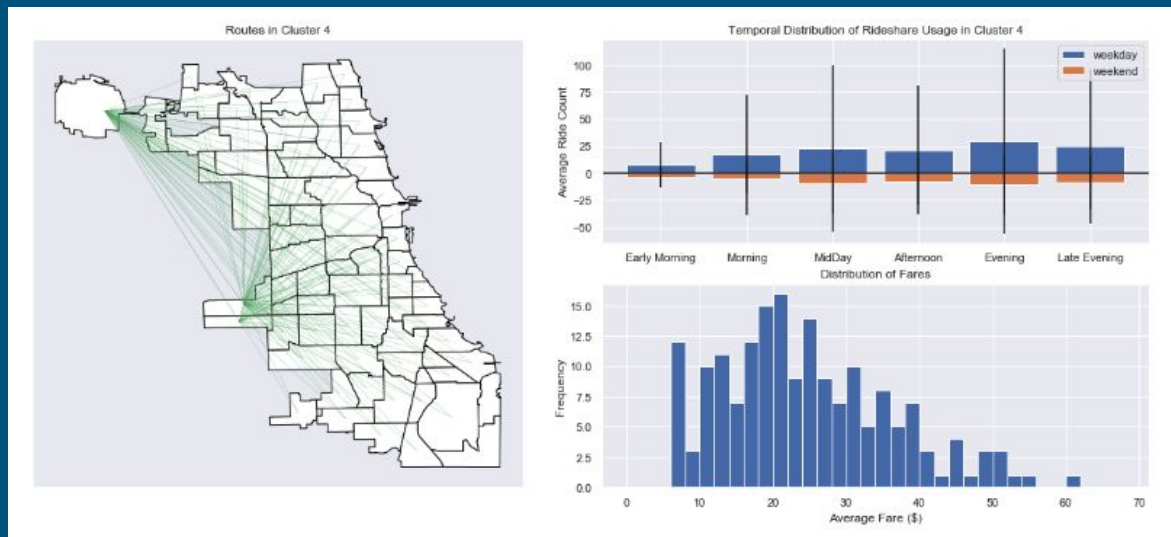 Routes in Cluster 4
Temporal Distribution of Rideshare Usage in Cluster 4
weekday
weekend
Average Ride Count
100
75
50
25
0
−25
−50
Early Morning Morning MidDay Afternoon Evening Late Evening
Distribution of Fares
Frequency
15.0
12.5
10.0
7.5
5.0
2.5
0.0
0 10 20 30 40 50 60 70
Average Fare ($)